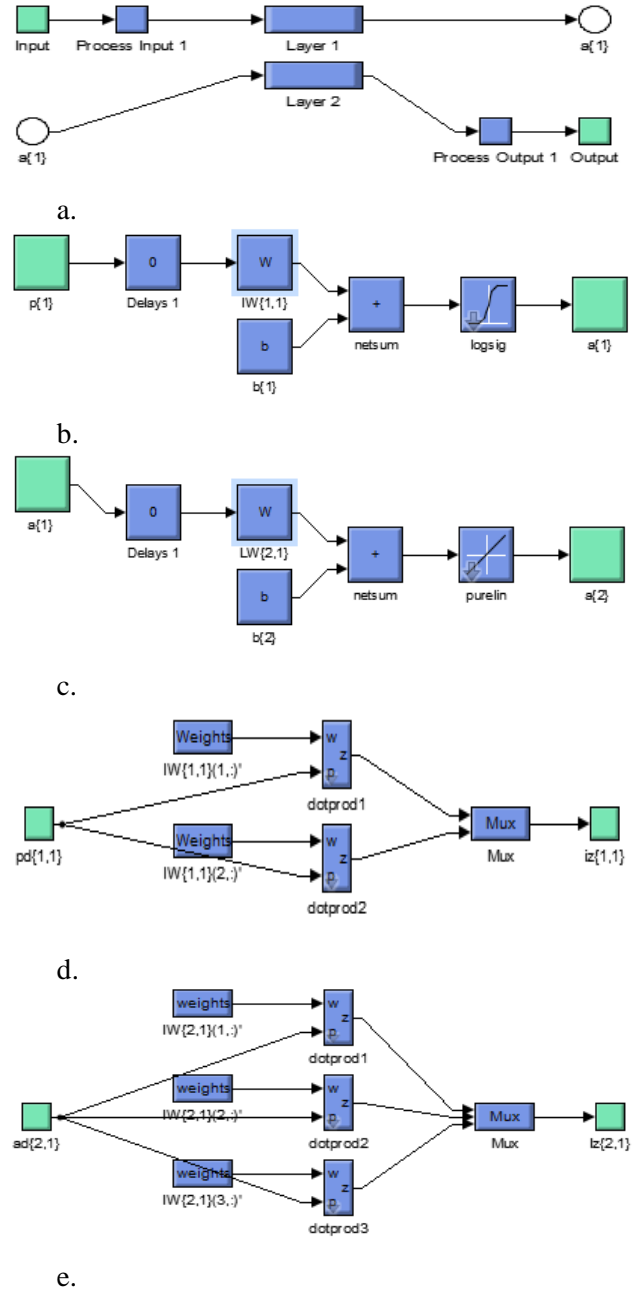 Input
Process Input 1
Layer 1
a{1}
Layer 2
a{1}
Process Output 1
Output
a.
p{1}
0
Delays 1
W
IW{1,1}
b
b{1}
+
netsum
logsig
a{1}
b.
a{1}
0
Delays 1
W
LW{2,1}
b
b{2}
+
netsum
purelin
a{2}
c.
Weights
IW{1,1}(1,:)'
w
z
p
dotprod1
pd{1,1}
Weights
IW{1,1}(2,:)'
w
z
p
dotprod2
Mux
Mux
iz{1,1}
d.
weights
IW{2,1}(1,:)'
w
z
p
dotprod1
ad{2,1}
weights
IW{2,1}(2,:)'
w
z
p
dotprod2
weights
IW{2,1}(3,:)'
w
z
p
dotprod3
Mux
Mux
lz{2,1}
e.